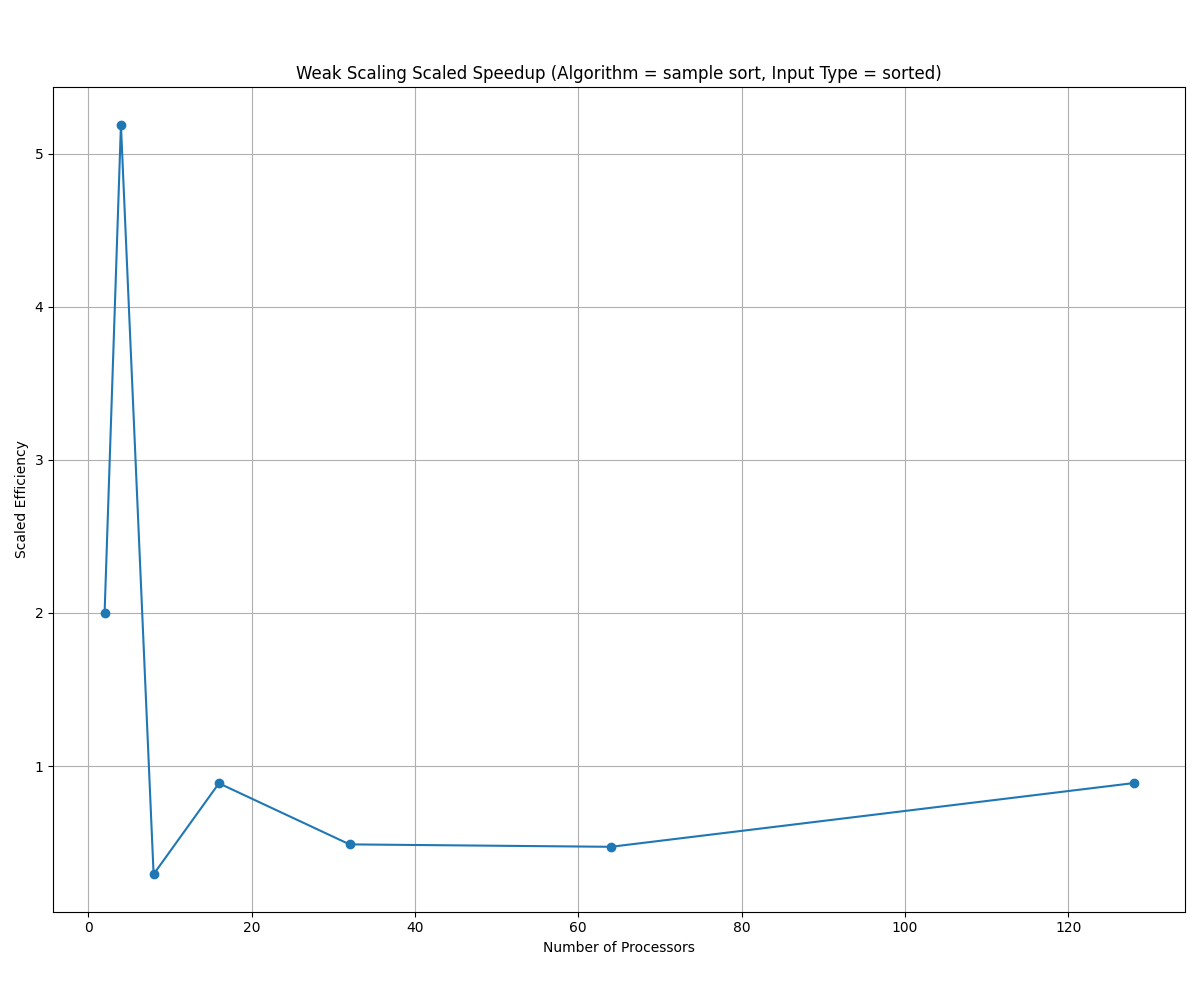 Weak Scaling Scaled Speedup (Algorithm = sample sort, Input Type = sorted)
5
4
3
2
1
Scaled Efficiency
0 20 40 60 80 100 120
Number of Processors